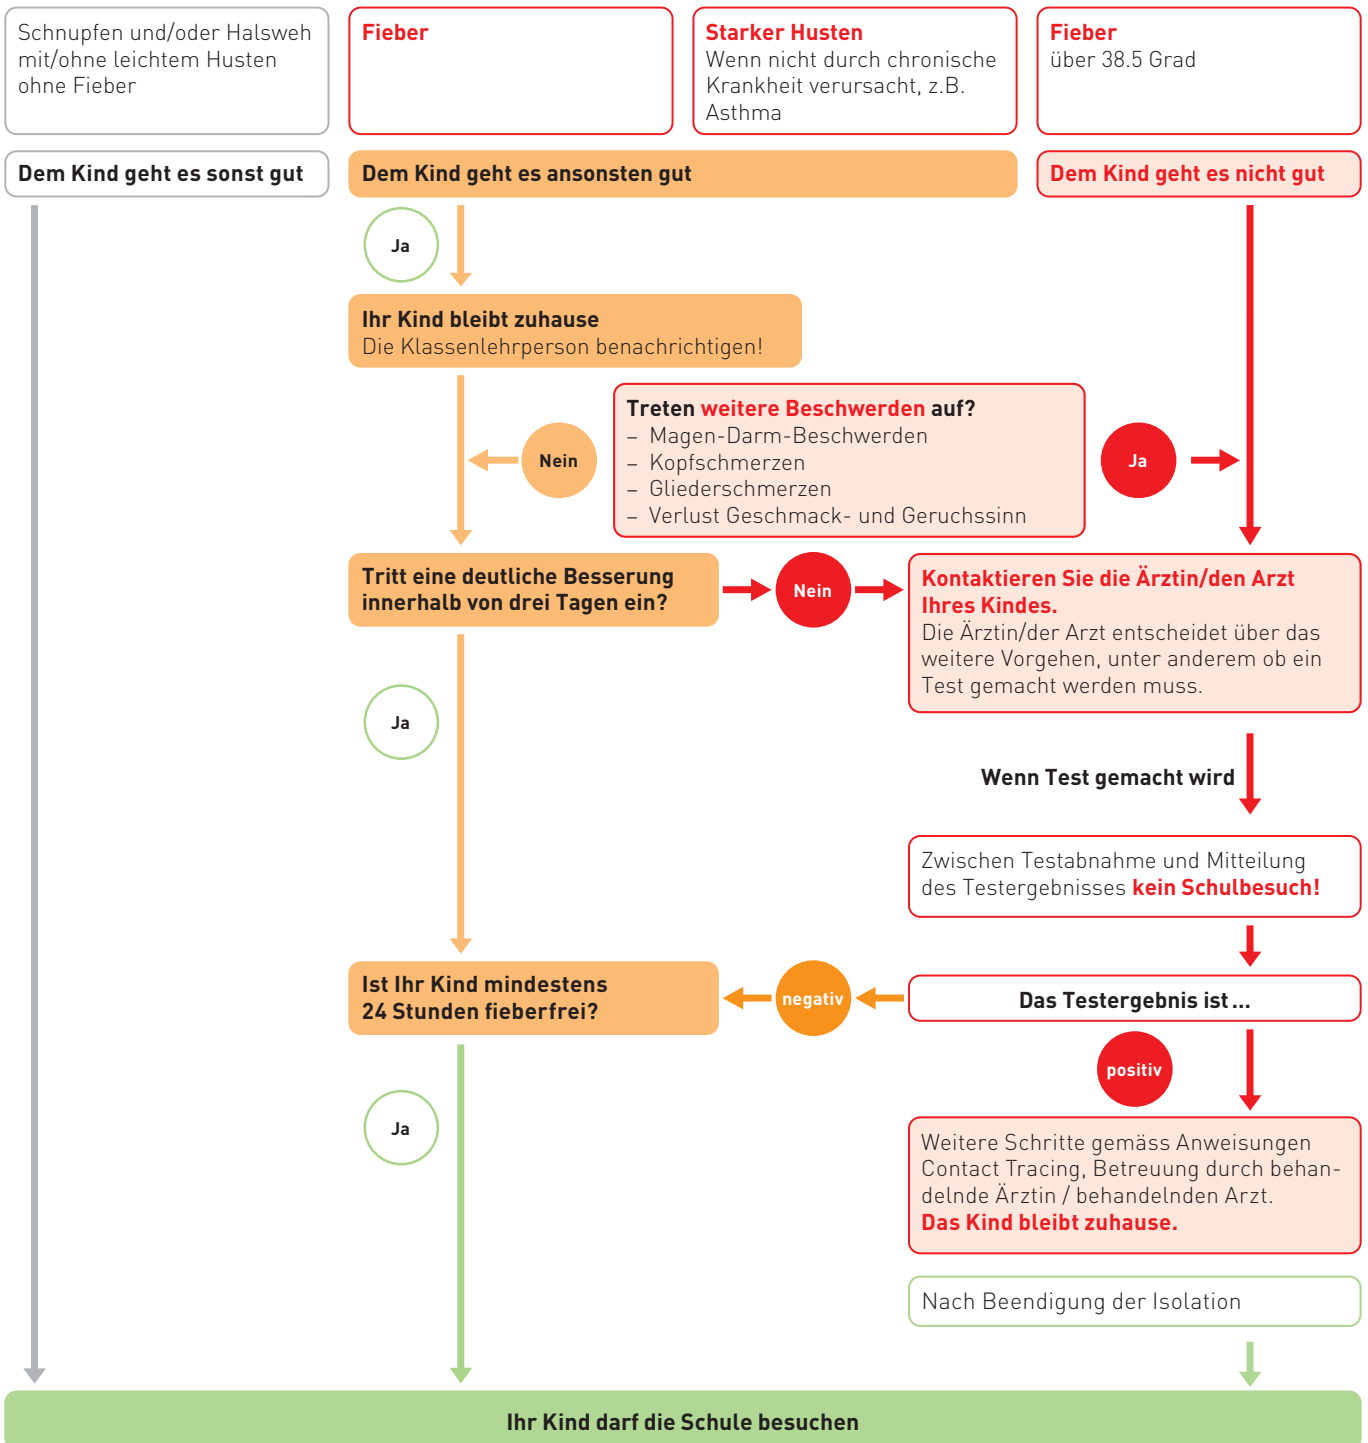 Schnupfen und/oder Halsweh
mit/ohne leichtem Husten
ohne Fieber
Fieber
Starker Husten
Wenn nicht durch chronische
Krankheit verursacht, z.B.
Asthma
Fieber
über 38.5 Grad
Dem Kind geht es sonst gut
Dem Kind geht es ansonsten gut
Dem Kind geht es nicht gut
Ja
Ihr Kind bleibt zuhause
Die Klassenlehrperson benachrichtigen!
Treten weitere Beschwerden auf?
– Magen-Darm-Beschwerden
– Kopfschmerzen
– Gliederschmerzen
– Verlust Geschmack- und Geruchssinn
Nein
Ja
Tritt eine deutliche Besserung
innerhalb von drei Tagen ein?
Nein
Kontaktieren Sie die Ärztin/den Arzt
Ihres Kindes.
Die Ärztin/der Arzt entscheidet über das
weitere Vorgehen, unter anderem ob ein
Test gemacht werden muss.
Ja
Wenn Test gemacht wird
Zwischen Testabnahme und Mitteilung
des Testergebnisses kein Schulbesuch!
Ist Ihr Kind mindestens
24 Stunden fieberfrei?
negativ
Das Testergebnis ist ...
positiv
Ja
Weitere Schritte gemäss Anweisungen
Contact Tracing, Betreuung durch behan-
delnde Ärztin / behandelnden Arzt.
Das Kind bleibt zuhause.
Nach Beendigung der Isolation
Ihr Kind darf die Schule besuchen